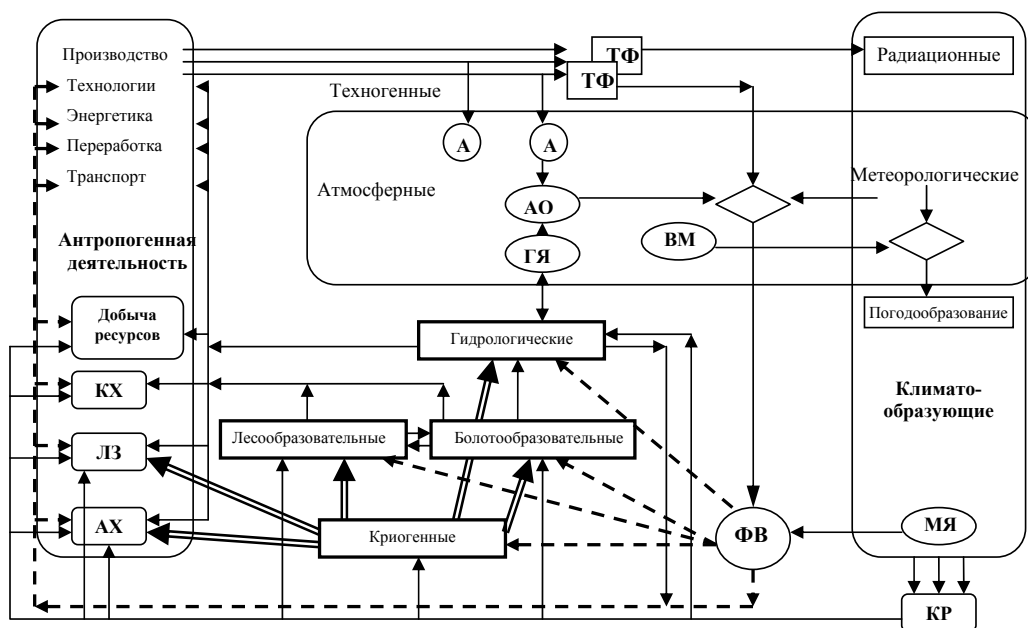 Производство
Технологии
Энергетика
Переработка
Транспорт
Антропогенная
деятельность
Добыча
ресурсов
КХ
ЛЗ
АХ
ТФ
ТФ
Техногенные
Радиационные
А
А
Атмосферные
АО
ГЯ
ВМ
Метеорологические
Погодообразование
Гидрологические
Климато-
образующие
Лесообразовательные
Болотообразовательные
Криогенные
ФВ
МЯ
КР